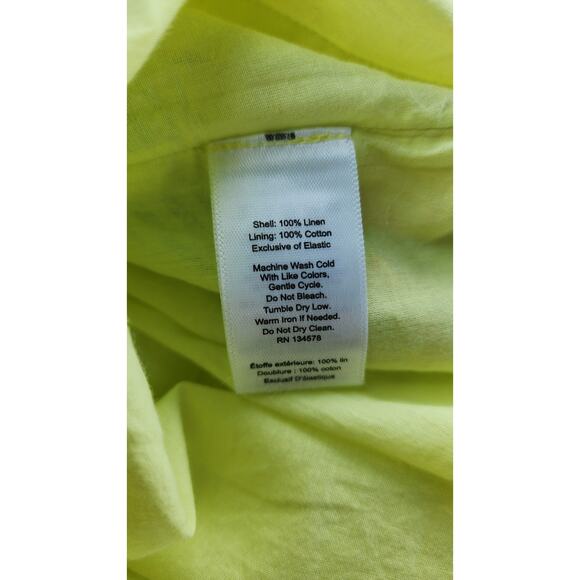 Shell: 100% Linen
Lining: 100% Cotton
Exclusive of Elastic
Machine Wash Cold
With Like Colors,
Gentle Cycle.
Do Not Bleach.
Tumble Dry Low.
Warm Iron If Needed.
Do Not Dry Clean.
RN 134578
Étoffe extérieure: 100% lin
Doublure : 100% coton
Exclusif D'élastique